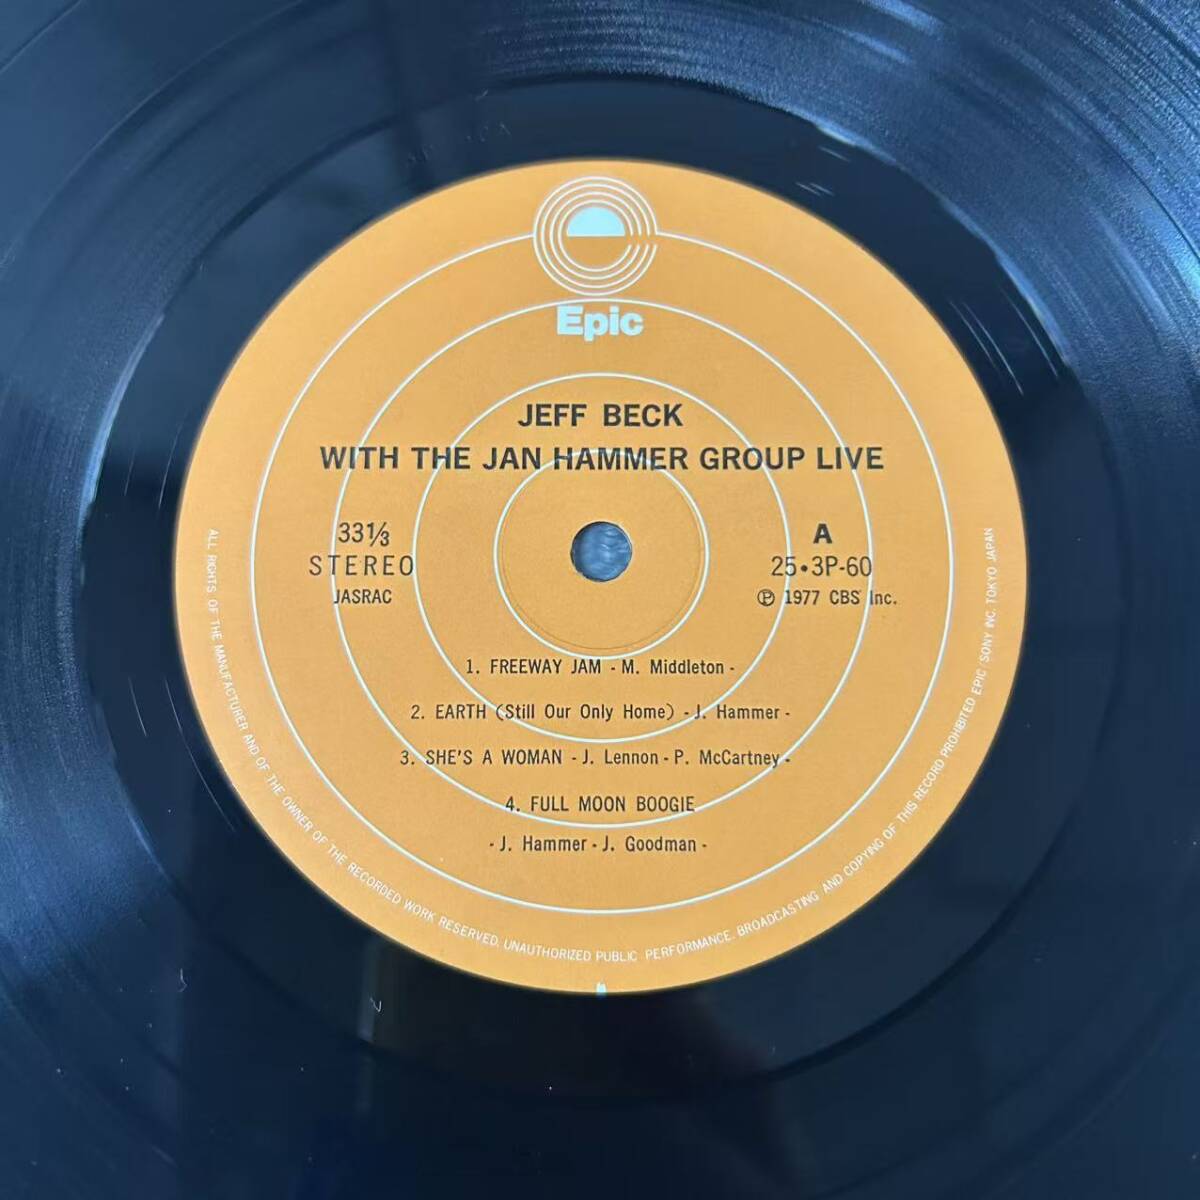 Epic
JEFF BECK
WITH THE JAN HAMMER GROUP LIVE
33⅓
STEREO
JASRAC
A
25•3P-60
Ⓟ 1977 CBS Inc.
1. FREEWAY JAM - M. Middleton -
2. EARTH (Still Our Only Home) - J. Hammer -
3. SHE'S A WOMAN - J. Lennon - P. McCartney -
4. FULL MOON BOOGIE
- J. Hammer - J. Goodman -
ALL RIGHTS OF THE MANUFACTURER AND OF THE OWNER OF THE RECORDED WORK RESERVED. UNAUTHORIZED PUBLIC PERFORMANCE. BROADCASTING AND COPYING OF THIS RECORD PROHIBITED EPIC/SONY INC. TOKYO JAPAN